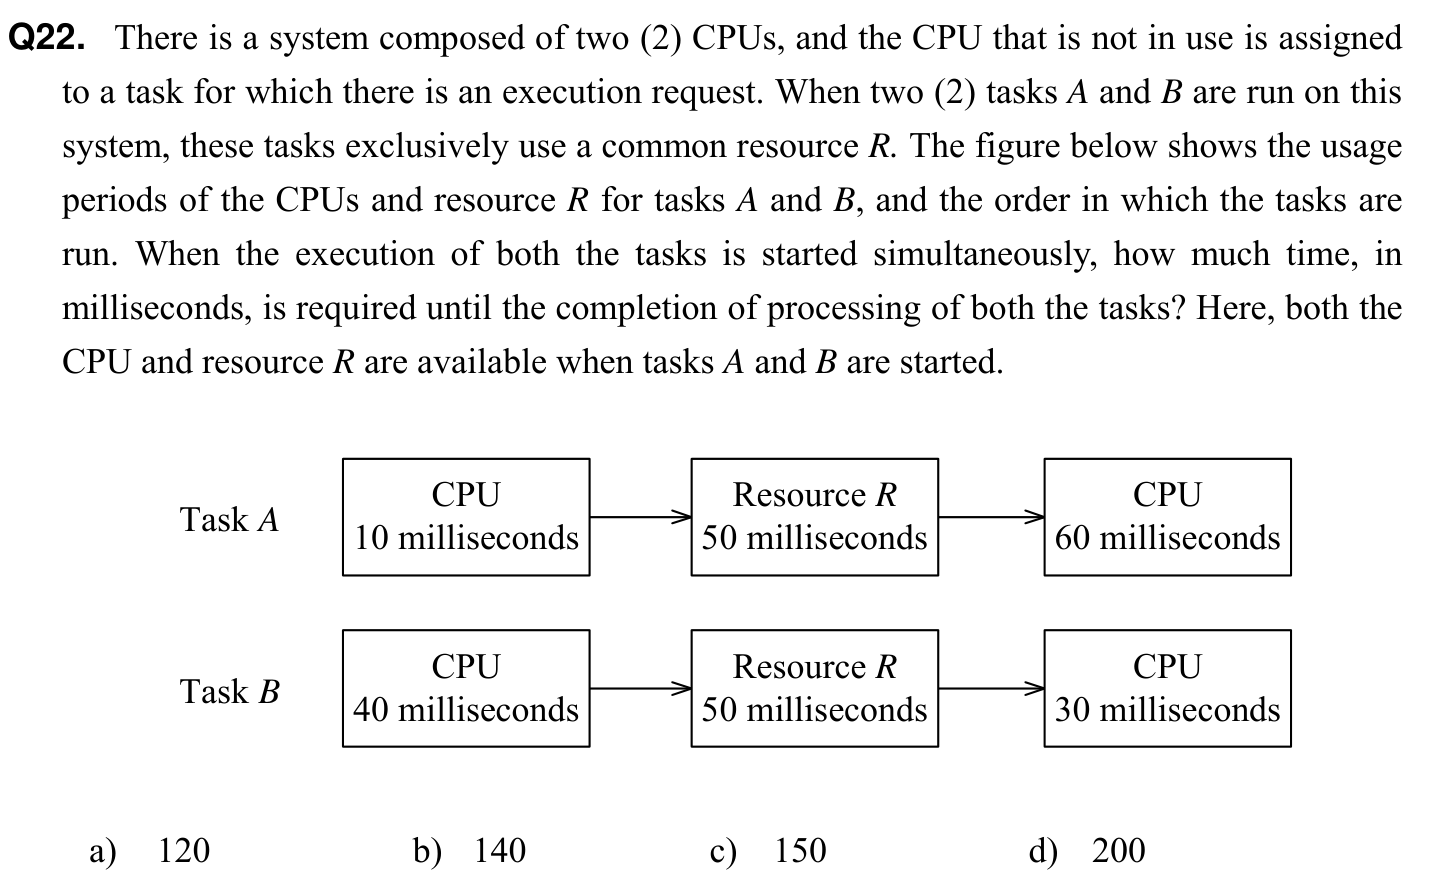 Q22. There is a system composed of two (2) CPUs, and the CPU that is not in use is assigned
to a task for which there is an execution request. When two (2) tasks A and B are run on this
system, these tasks exclusively use a common resource R. The figure below shows the usage
periods of the CPUs and resource R for tasks A and B, and the order in which the tasks are
run. When the execution of both the tasks is started simultaneously, how much time, in
milliseconds, is required until the completion of processing of both the tasks? Here, both the
CPU and resource R are available when tasks A and B are started.
Task A
CPU
10 milliseconds
Resource R
50 milliseconds
CPU
60 milliseconds
Task B
CPU
40 milliseconds
Resource R
50 milliseconds
CPU
30 milliseconds
a) 120 b) 140 c) 150 d) 200